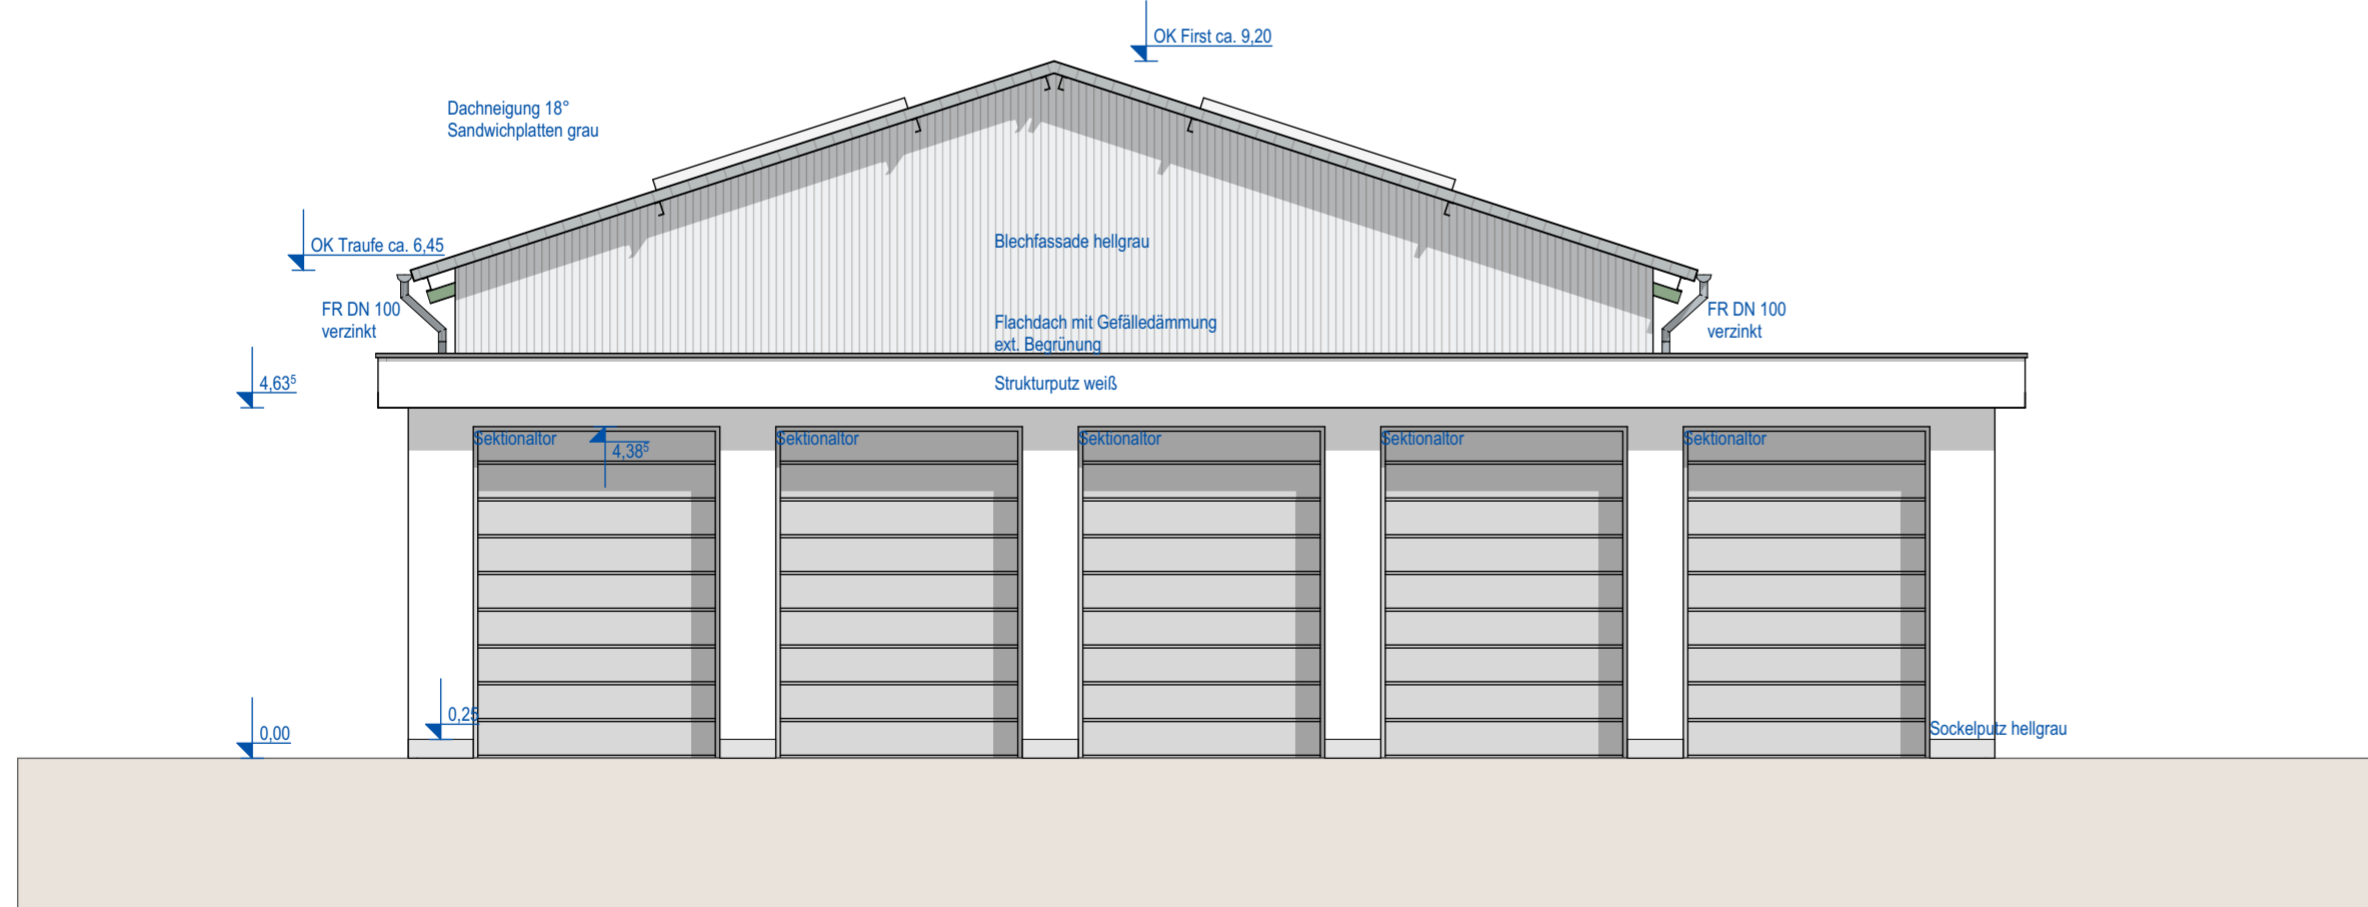 OK First ca. 9,20
Dachneigung 18°
Sandwichplatten grau
OK Traufe ca. 6,45
Blechfassade hellgrau
FR DN 100
verzinkt
Flachdach mit Gefälledämmung
ext. Begrünung
FR DN 100
verzinkt
4,63⁵
Strukturputz weiß
Sektionaltor
4,38⁵
Sektionaltor
Sektionaltor
Sektionaltor
Sektionaltor
0,25
0,00
Sockelputz hellgrau